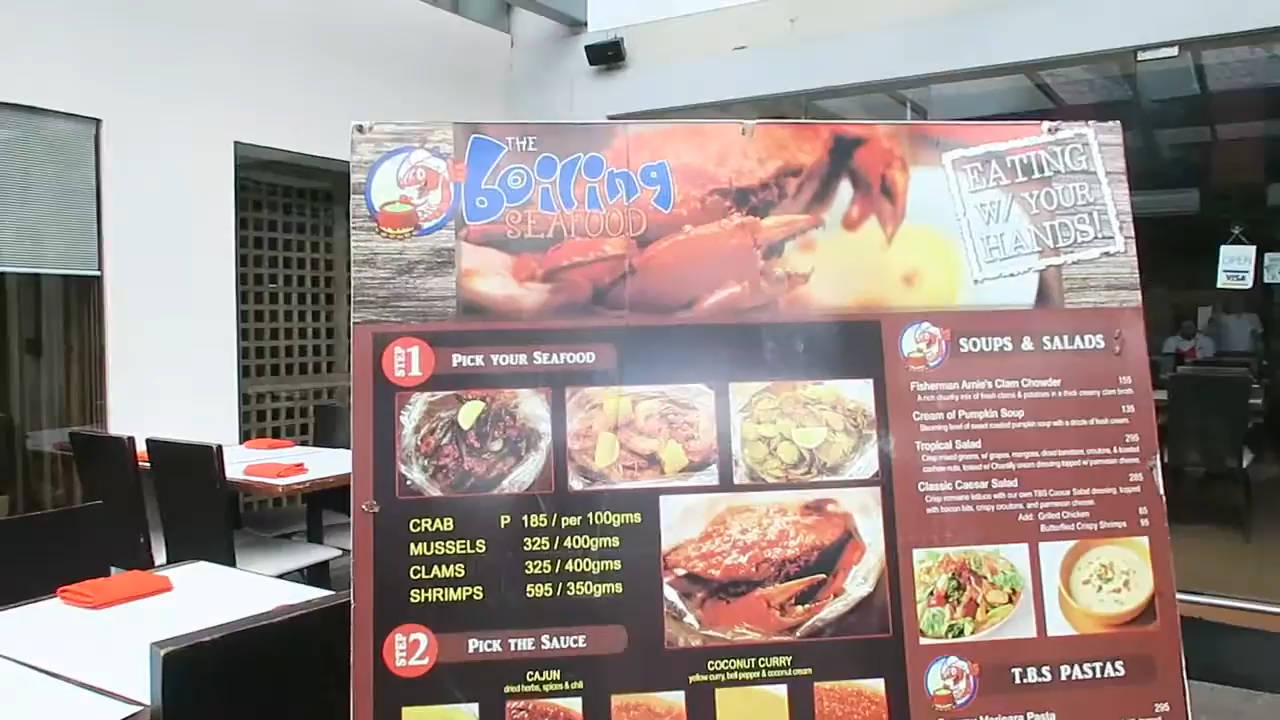 THE
Boiling
SEAFOOD
EATING
W/ YOUR
HANDS!
STEP 1 PICK YOUR SEAFOOD
CRAB P 185 / per 100gms
MUSSELS 325 / 400gms
CLAMS 325 / 400gms
SHRIMPS 595 / 350gms
STEP 2 PICK THE SAUCE
CAJUN
dried herbs, spices & chili
COCONUT CURRY
yellow curry, bell pepper & coconut cream
SOUPS & SALADS
Fisherman Arnie's Clam Chowder 155
A rich chunky mix of fresh clams & potatoes in a thick creamy clam broth
Cream of Pumpkin Soup 135
Steaming bowl of sweet roasted pumpkin soup with a drizzle of fresh cream.
Tropical Salad 295
Crisp mixed greens, w/ grapes, mangoes, diced tomatoes, croutons, & toasted
cashew nuts, tossed w/ Chantilly cream dressing topped w/ parmesan cheese.
Classic Caesar Salad 285
Crisp romaine lettuce with our own TBS Caesar Salad dressing, topped
with bacon bits, crispy croutons, and parmesan cheese.
Add: Grilled Chicken 85
Butterflied Crispy Shrimps 95
T.B.S PASTAS
Marinara Pasta 295
OPEN
VISA